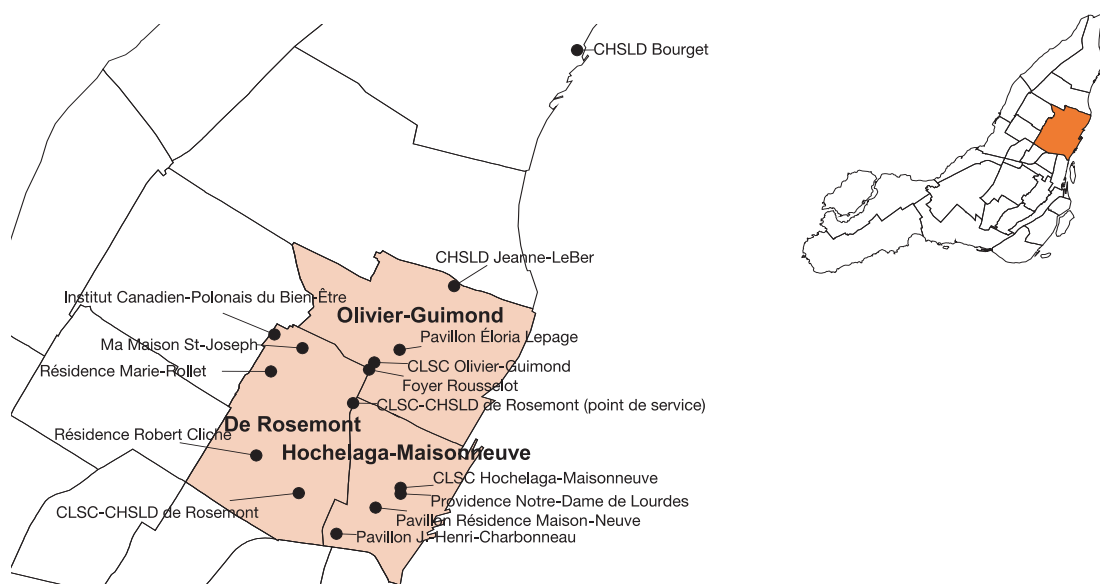 CHSLD Bourget
CHSLD Jeanne-LeBer
Institut Canadien-Polonais du Bien-Être
Olivier-Guimond
Pavillon Éloria Lepage
Ma Maison St-Joseph
CLSC Olivier-Guimond
Résidence Marie-Rollet
Foyer Rousselot
CLSC-CHSLD de Rosemont (point de service)
De Rosemont
Résidence Robert Cliche
Hochelaga-Maisonneuve
CLSC Hochelaga-Maisonneuve
Providence Notre-Dame de Lourdes
CLSC-CHSLD de Rosemont
Pavillon Résidence Maison-Neuve
Pavillon J.-Henri-Charbonneau